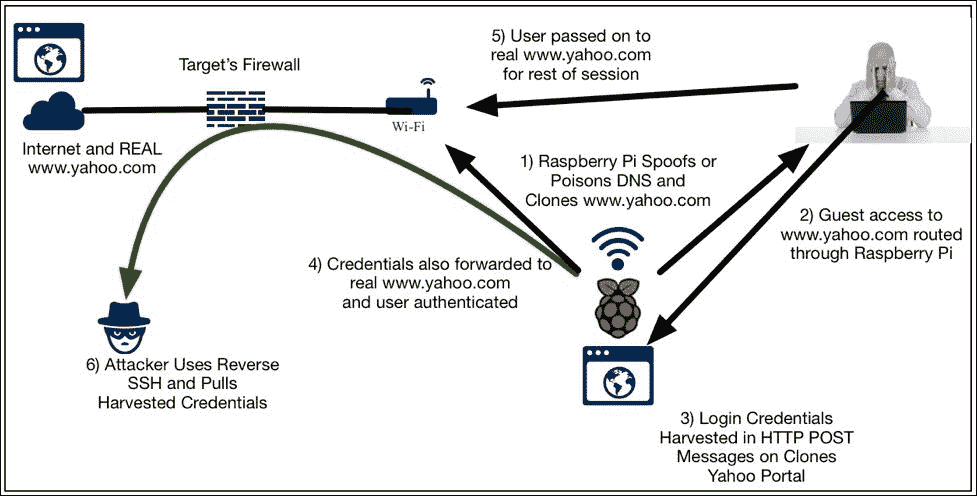 Target's Firewall
5) User passed on to
real www.yahoo.com
for rest of session
Wi-Fi
Internet and REAL
www.yahoo.com
1) Raspberry Pi Spoofs or
Poisons DNS and
Clones www.yahoo.com
2) Guest access to
www.yahoo.com routed
through Raspberry Pi
4) Credentials also forwarded to
real www.yahoo.com
and user authenticated
6) Attacker Uses Reverse
SSH and Pulls
Harvested Credentials
3) Login Credentials
Harvested in HTTP POST
Messages on Clones
Yahoo Portal